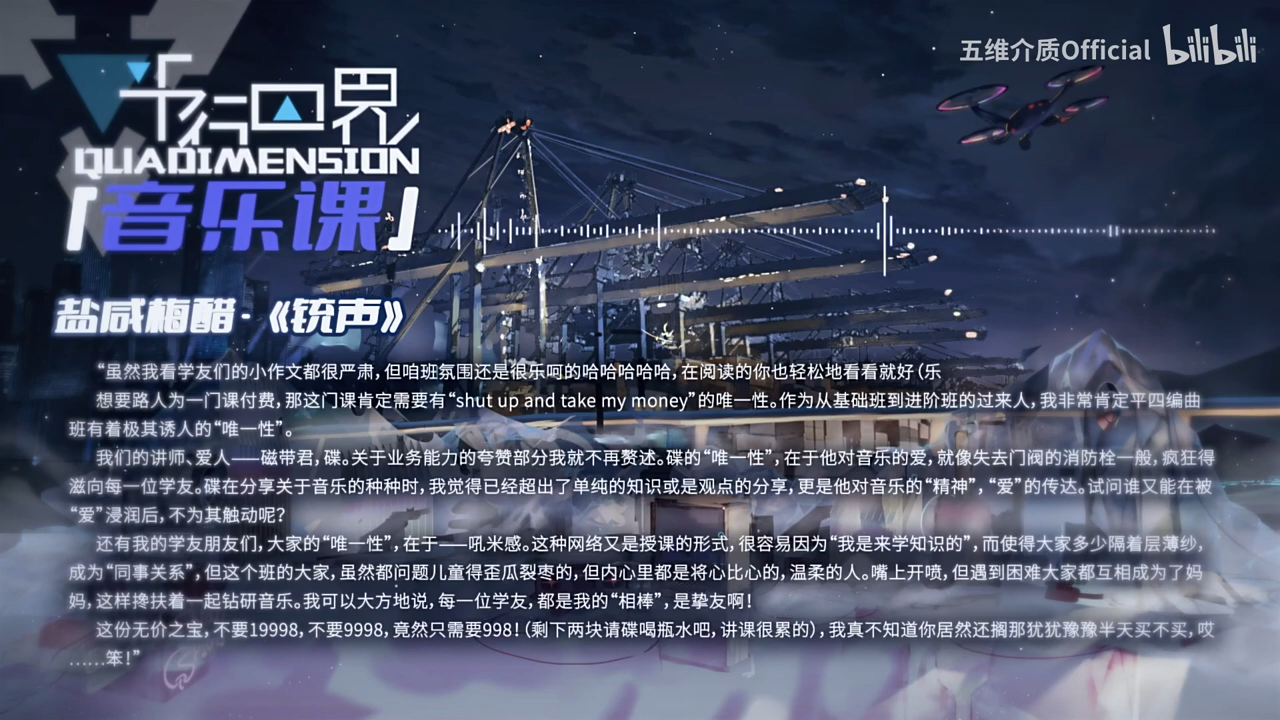 五维介质Official bilibili
平行四界
QUADIMENSION
「音乐课」
盐咸梅醋·《铳声》
“虽然我看学友们的小作文都很严肃，但咱班氛围还是很乐呵的哈哈哈哈哈，在阅读的你也轻松地看看就好（乐
想要路人为一门课付费，那这门课肯定需要有“shut up and take my money”的唯一性。作为从基础班到进阶班的过来人，我非常肯定平四编曲
班有着极其诱人的“唯一性”。
我们的讲师、爱人——磁带君，碟。关于业务能力的夸赞部分我就不再赘述。碟的“唯一性”，在于他对音乐的爱，就像失去门阀的消防栓一般，疯狂得
滋向每一位学友。碟在分享关于音乐的种种时，我觉得已经超出了单纯的知识或是观点的分享，更是他对音乐的“精神”，“爱”的传达。试问谁又能在被
“爱”浸润后，不为其触动呢？
还有我的学友朋友们，大家的“唯一性”，在于——吼米感。这种网络又是授课的形式，很容易因为“我是来学知识的”，而使得大家多少隔着层薄纱，
成为“同事关系”，但这个班的大家，虽然都问题儿童得歪瓜裂枣的，但内心里都是将心比心的，温柔的人。嘴上开喷，但遇到困难大家都互相成为了妈
妈，这样搀扶着一起钻研音乐。我可以大方地说，每一位学友，都是我的“相棒”，是挚友啊！
这份无价之宝，不要19998，不要9998，竟然只需要998！（剩下两块请碟喝瓶水吧，讲课很累的），我真不知道你居然还搁那犹犹豫豫半天买不买，哎
……笨！”